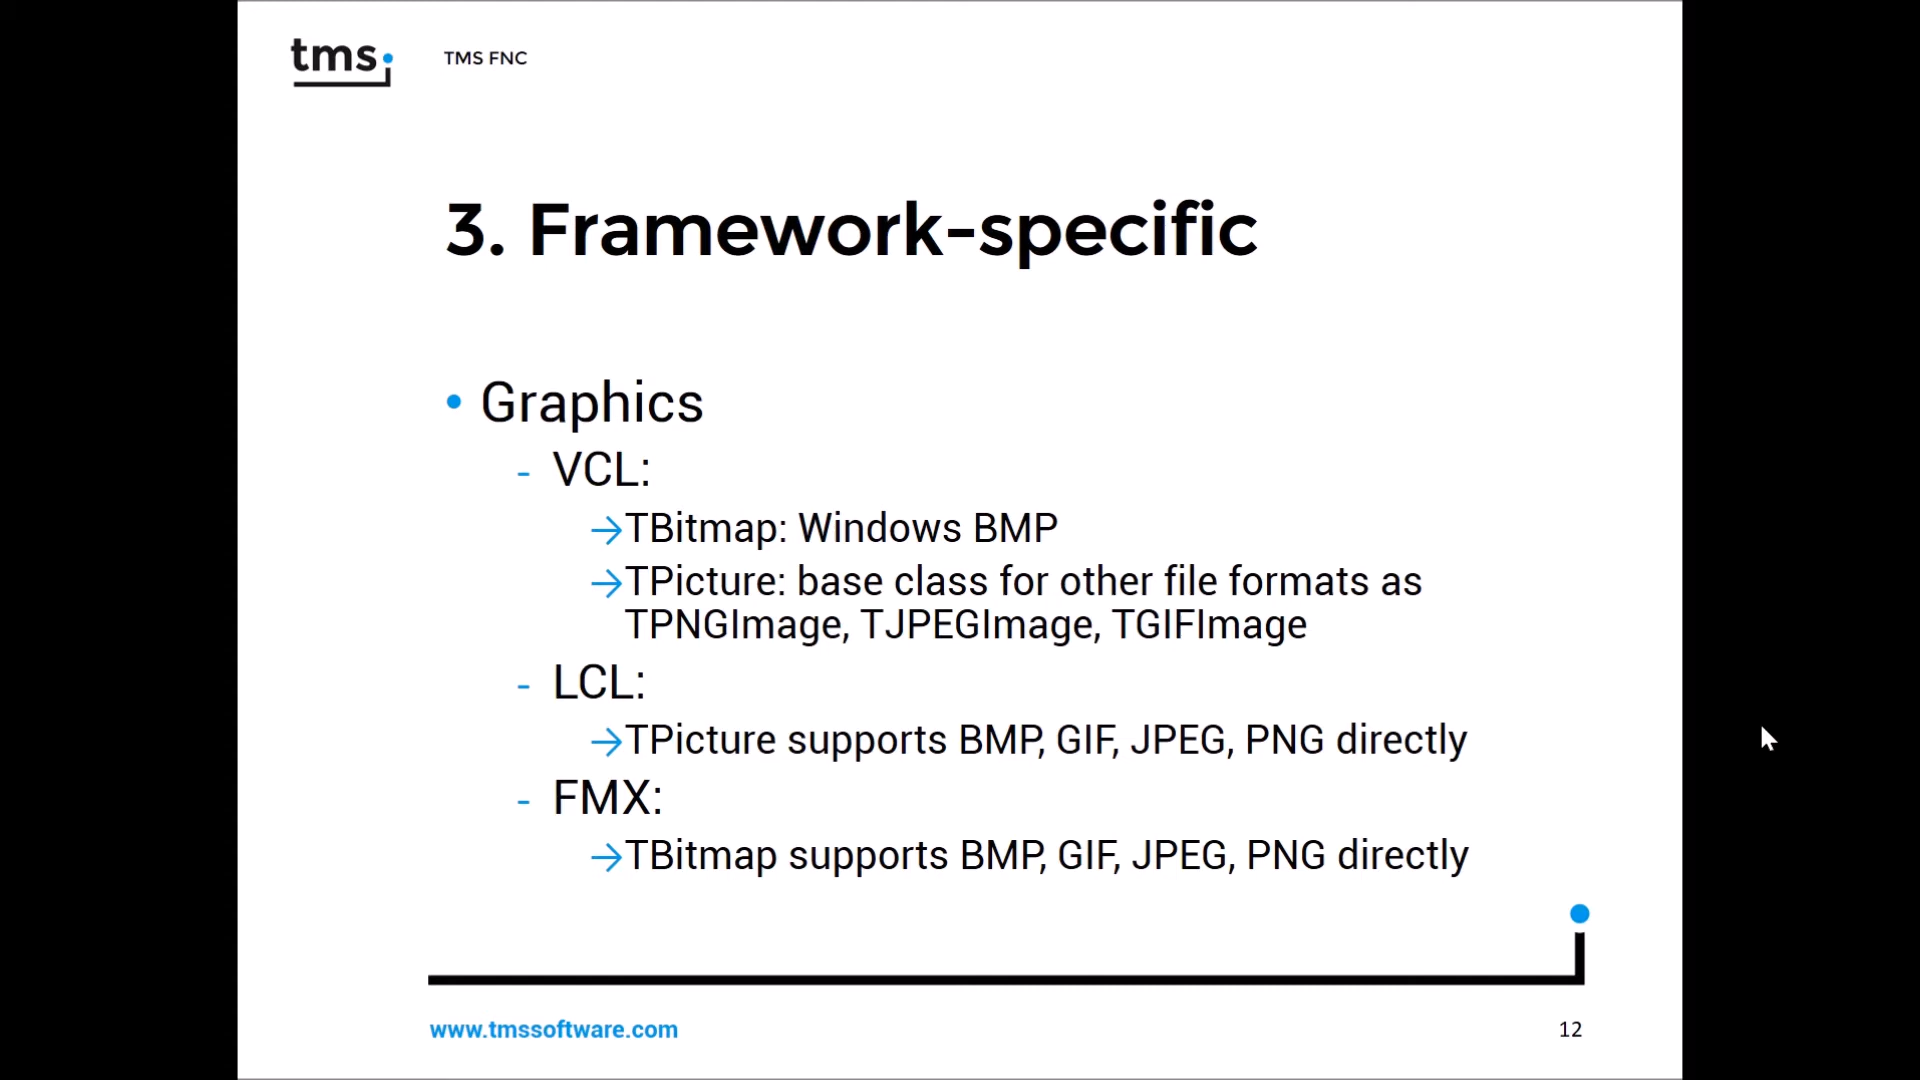 tms
TMS FNC
3. Framework-specific
• Graphics
- VCL:
→TBitmap: Windows BMP
→TPicture: base class for other file formats as
TPNGImage, TJPEGImage, TGIFImage
- LCL:
→TPicture supports BMP, GIF, JPEG, PNG directly
- FMX:
→TBitmap supports BMP, GIF, JPEG, PNG directly
www.tmssoftware.com
12